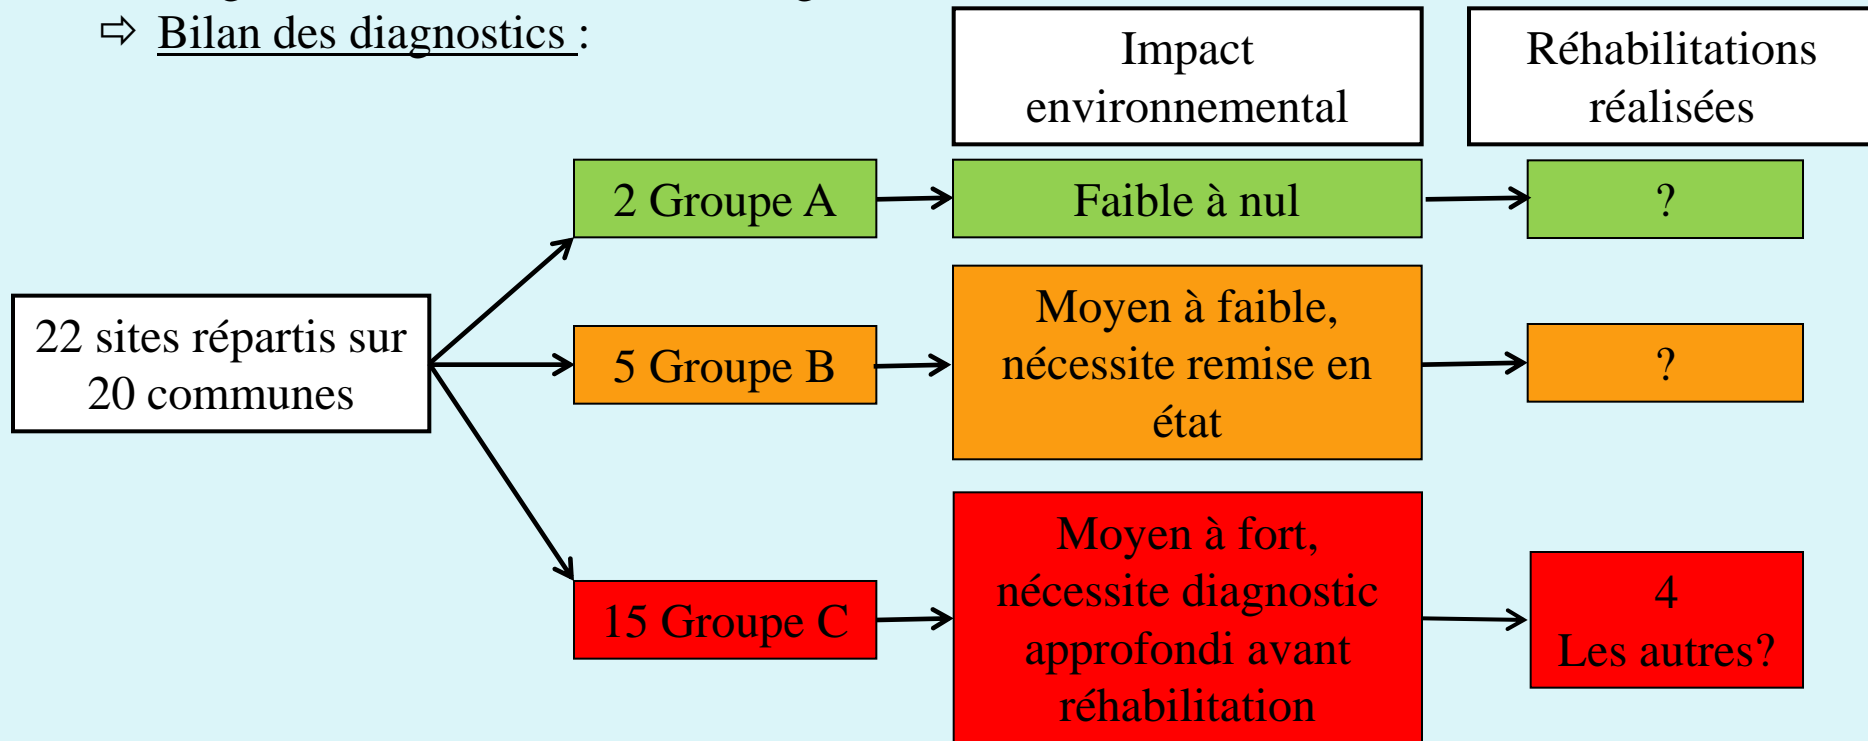 ⇨ Bilan des diagnostics :
Impact
environnemental
Réhabilitations
réalisées
2 Groupe A
Faible à nul
?
22 sites répartis sur
20 communes
5 Groupe B
Moyen à faible,
nécessite remise en
état
?
15 Groupe C
Moyen à fort,
nécessite diagnostic
approfondi avant
réhabilitation
4
Les autres?